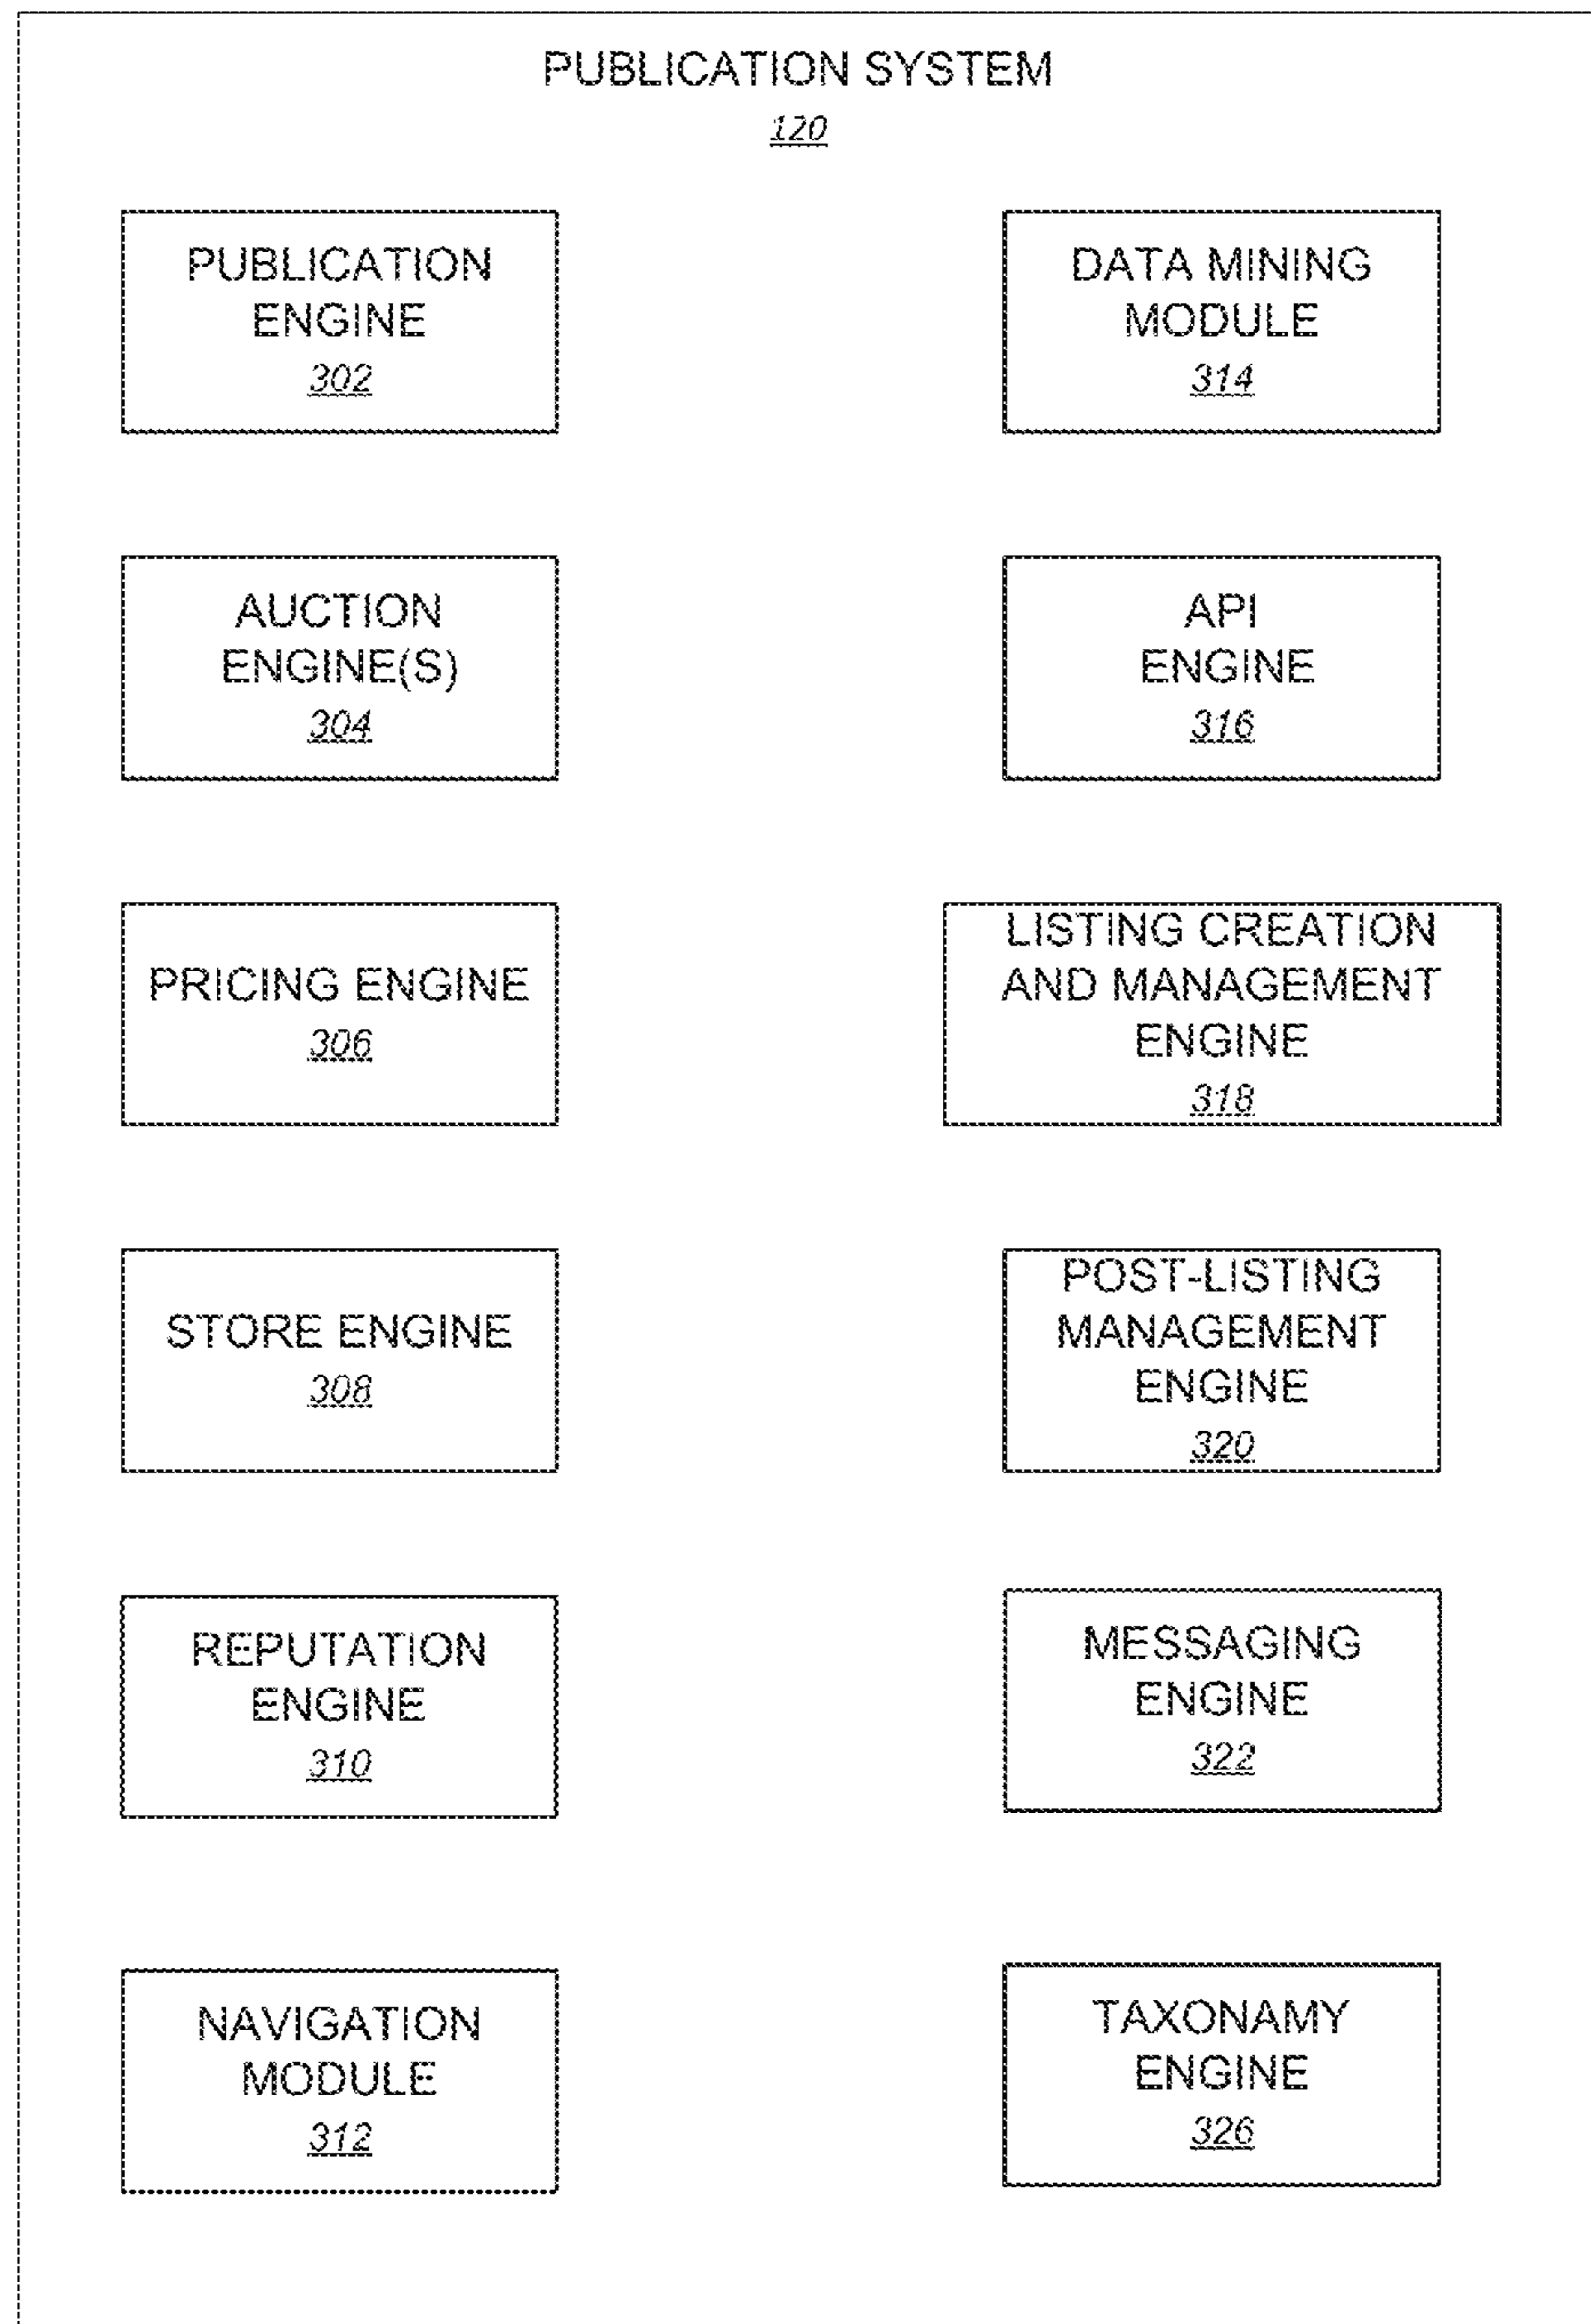 PUBLICATION SYSTEM
120
PUBLICATION
ENGINE
302
DATA MINING
MODULE
314
AUCTION
ENGINE(S)
304
API
ENGINE
316
PRICING ENGINE
306
LISTING CREATION
AND MANAGEMENT
ENGINE
318
STORE ENGINE
308
POST-LISTING
MANAGEMENT
ENGINE
320
REPUTATION
ENGINE
310
MESSAGING
ENGINE
322
NAVIGATION
MODULE
312
TAXONAMY
ENGINE
326